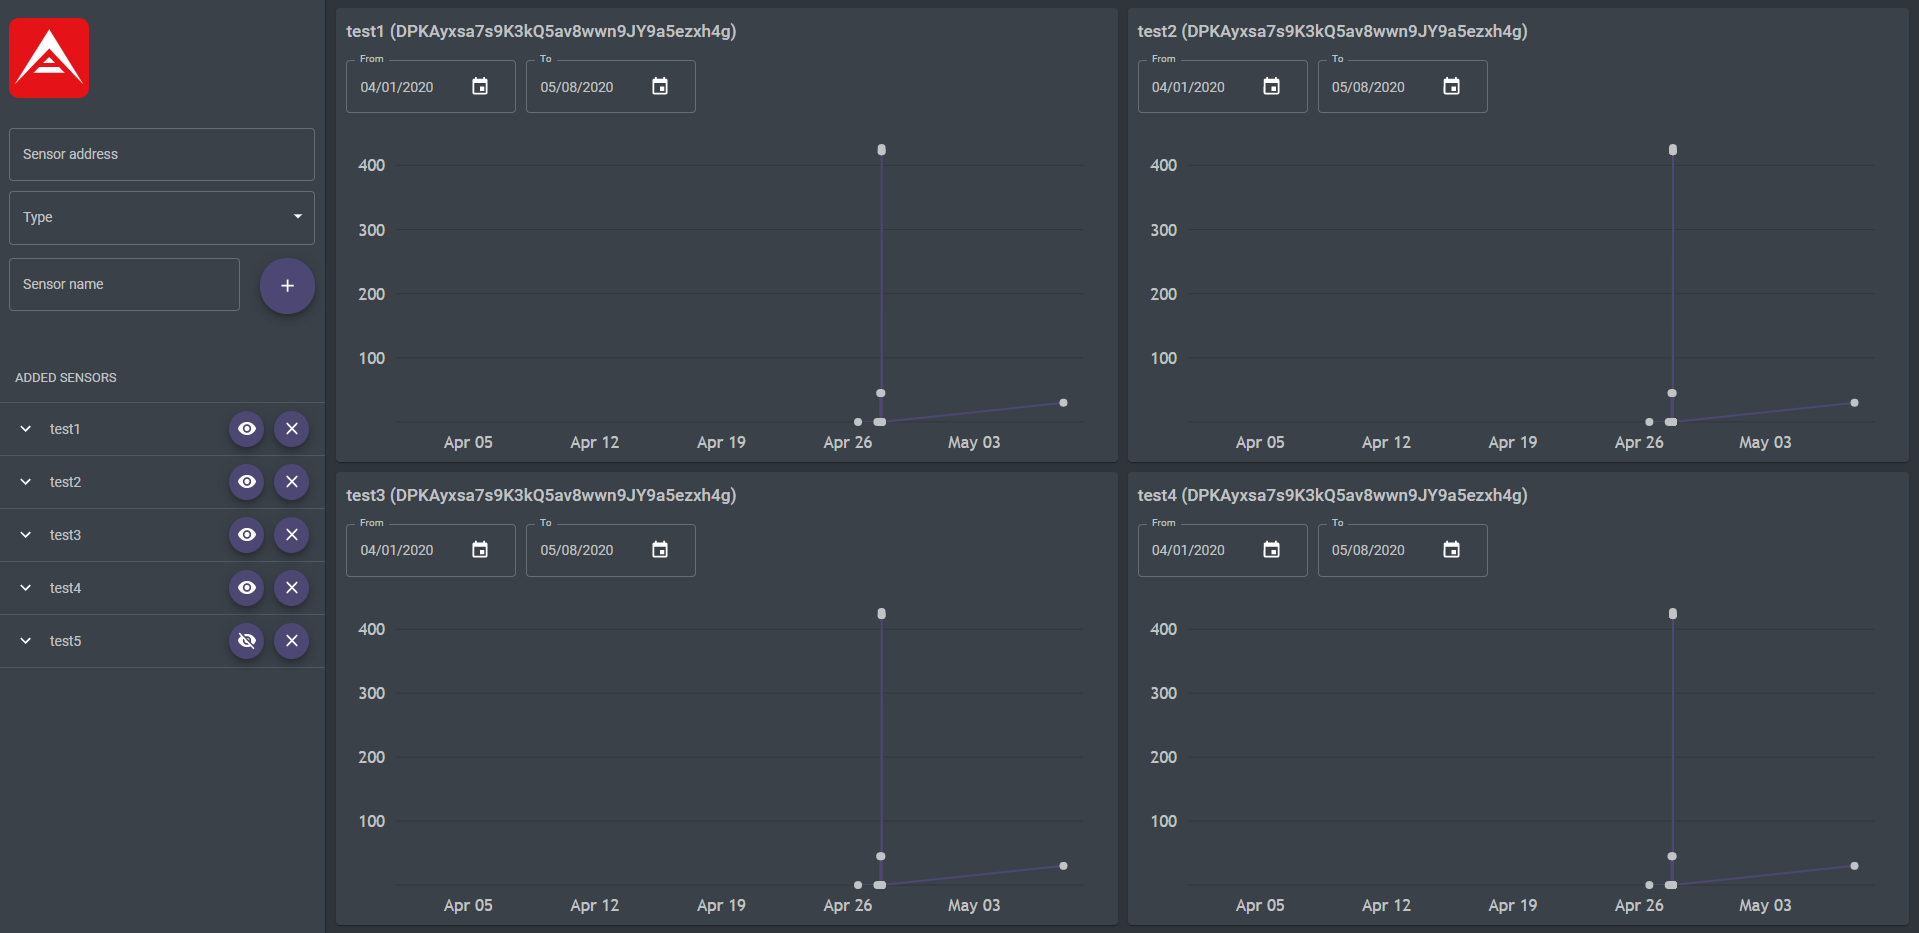 Sensor address
Type
Sensor name
ADDED SENSORS
test1
test2
test3
test4
test5
test1 (DPKAyxsa7s9K3kQ5av8wwn9JY9a5ezxh4g)
From
To
04/01/2020
05/08/2020
400
300
200
100
Apr 05
Apr 12
Apr 19
Apr 26
May 03
test2 (DPKAyxsa7s9K3kQ5av8wwn9JY9a5ezxh4g)
From
To
04/01/2020
05/08/2020
400
300
200
100
Apr 05
Apr 12
Apr 19
Apr 26
May 03
test3 (DPKAyxsa7s9K3kQ5av8wwn9JY9a5ezxh4g)
From
To
04/01/2020
05/08/2020
400
300
200
100
Apr 05
Apr 12
Apr 19
Apr 26
May 03
test4 (DPKAyxsa7s9K3kQ5av8wwn9JY9a5ezxh4g)
From
To
04/01/2020
05/08/2020
400
300
200
100
Apr 05
Apr 12
Apr 19
Apr 26
May 03